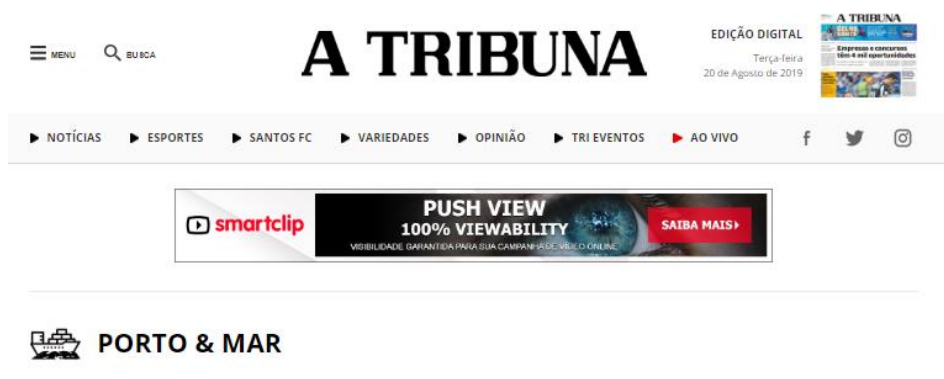 MENU
BUSCA
A TRIBUNA
EDIÇÃO DIGITAL
Terça-feira
20 de Agosto de 2019
A TRIBUNA
Empresas e concursos
têm 4 mil oportunidades
NOTÍCIAS
ESPORTES
SANTOS FC
VARIEDADES
OPINIÃO
TRI EVENTOS
AO VIVO
smartclip
PUSH VIEW
100% VIEWABILITY
VISIBILIDADE GARANTIDA PARA SUA CAMPANHA DE VÍDEO ONLINE
SAIBA MAIS
PORTO & MAR